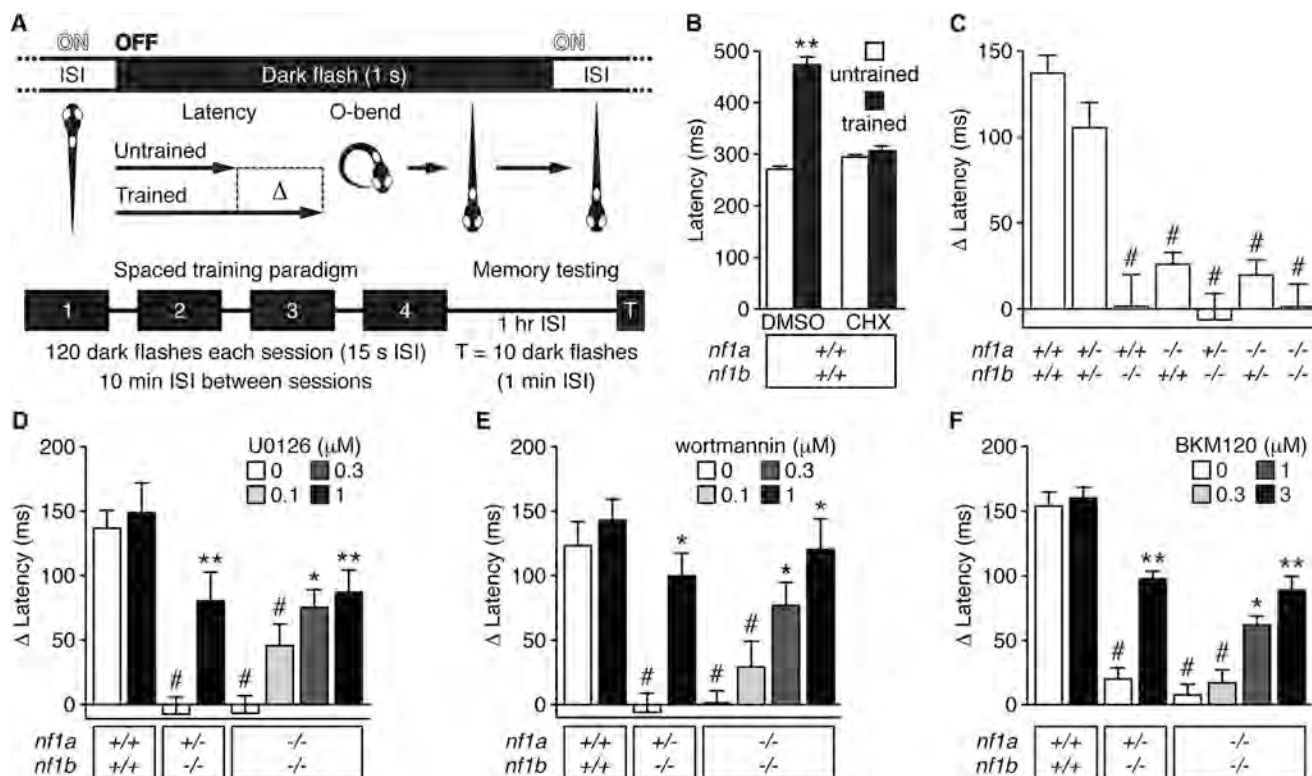 A
ON OFF ON
ISI Dark flash (1 s) ISI
Latency O-bend
Untrained
Trained Δ
Spaced training paradigm Memory testing
1 2 3 4 1 hr ISI T
120 dark flashes each session (15 s ISI) T = 10 dark flashes
10 min ISI between sessions (1 min ISI)
B
Latency (ms)
500
400
300
200
100
0
**
untrained
trained
DMSO CHX
nf1a +/+
nf1b +/+
C
Δ Latency (ms)
150
100
50
0
# # # # #
nf1a +/+ +/- +/+ -/- +/- -/- -/-
nf1b +/+ +/- -/- +/+ -/- +/- -/-
D
Δ Latency (ms)
200
150
100
50
0
U0126 (μM)
0 0.3
0.1 1
# ** # # * **
nf1a +/+ +/- -/-
nf1b +/+ -/- -/-
E
Δ Latency (ms)
200
150
100
50
0
wortmannin (μM)
0 0.3
0.1 1
# * # # * *
nf1a +/+ +/- -/-
nf1b +/+ -/- -/-
F
Δ Latency (ms)
200
150
100
50
0
BKM120 (μM)
0 1
0.3 3
# ** # # * **
nf1a +/+ +/- -/-
nf1b +/+ -/- -/-